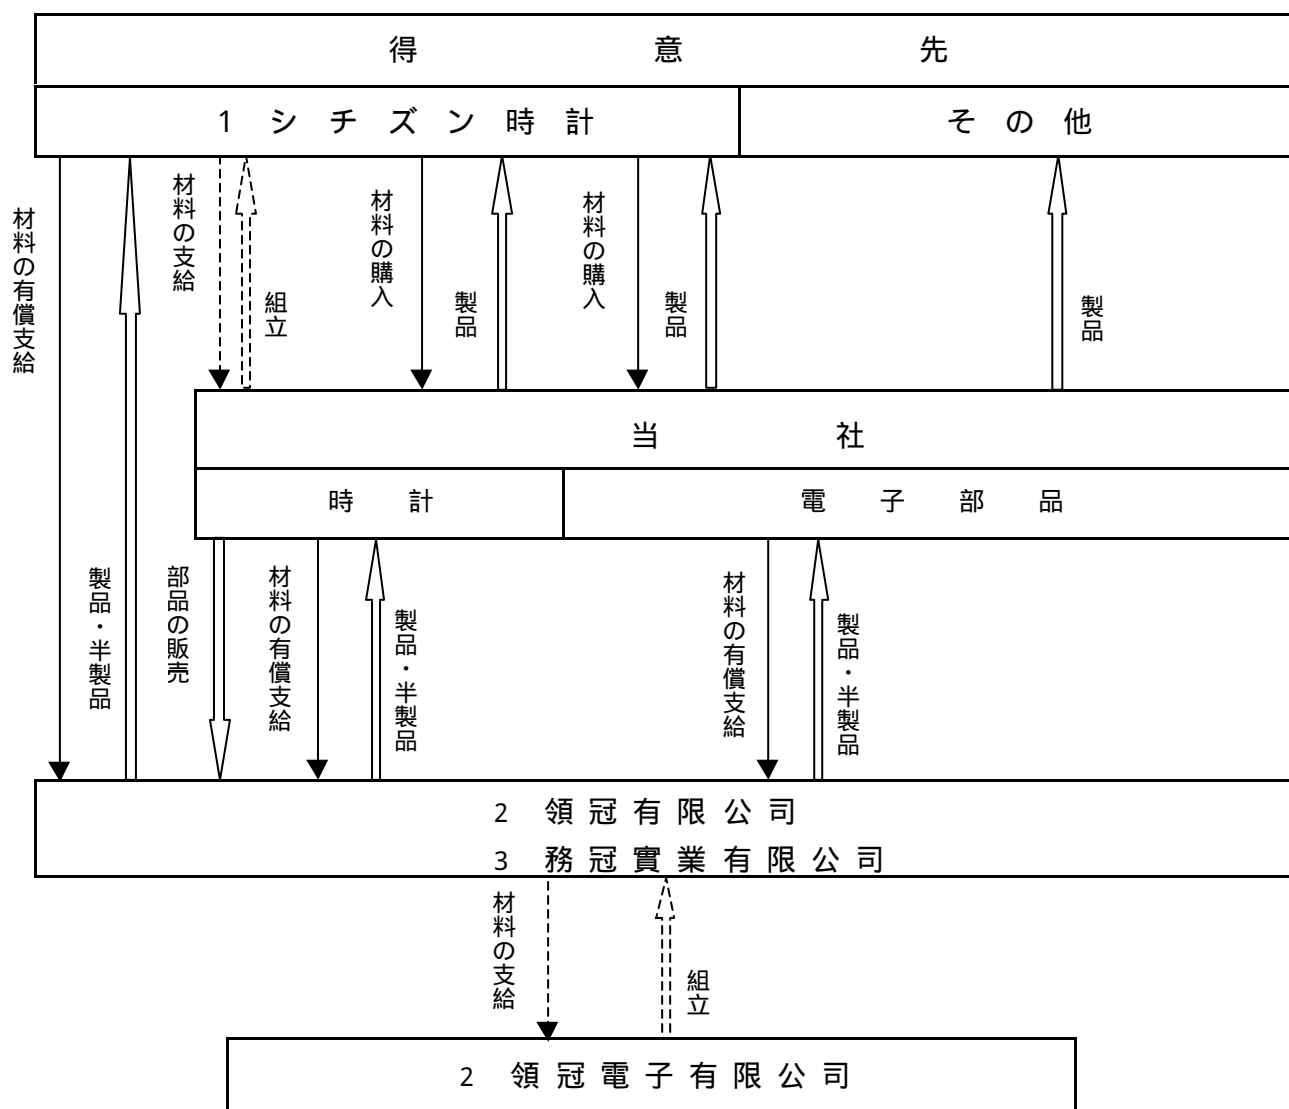 得意先
1 シチズン時計
その他
材料の有償支給
材料の支給
組立
材料の購入
製品
材料の購入
製品
製品
当社
時計
電子部品
製品・半製品
部品の販売
材料の有償支給
製品・半製品
材料の有償支給
製品・半製品
2 領冠有限公司
3 務冠實業有限公司
材料の支給
組立
2 領冠電子有限公司